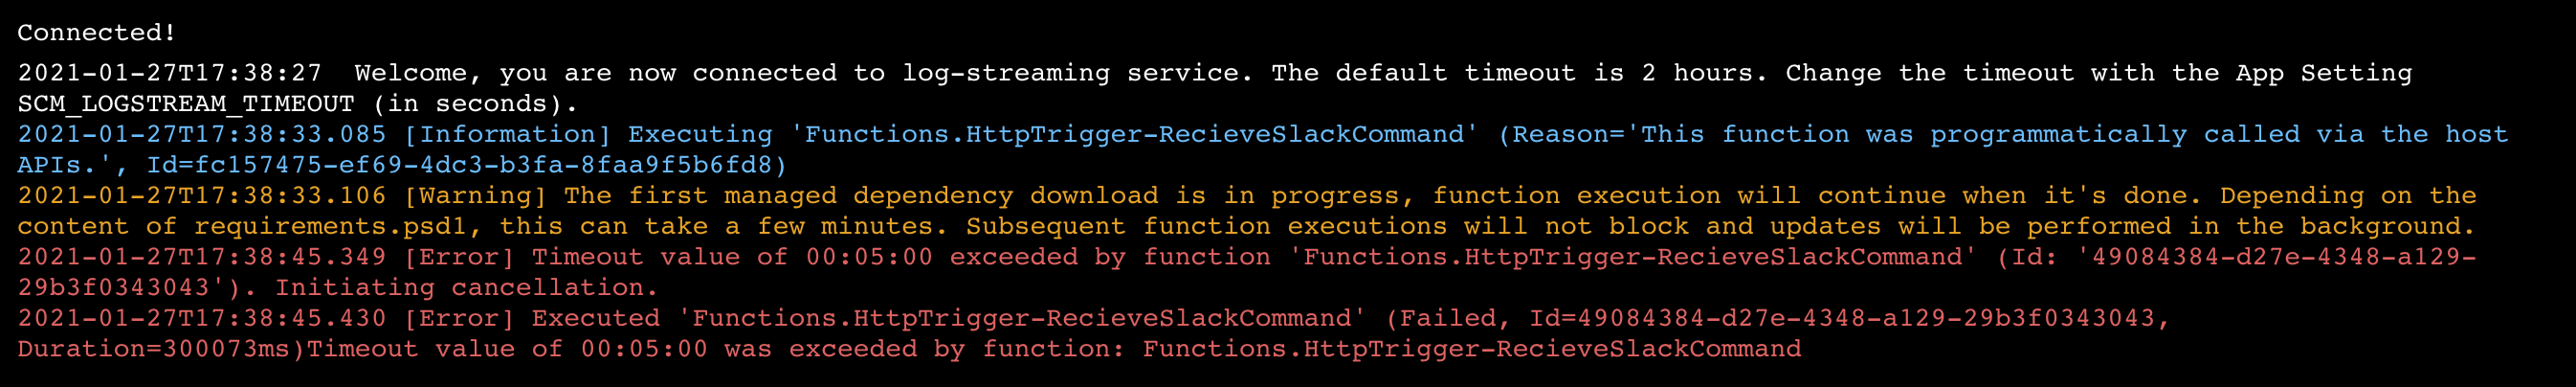 Connected!
2021-01-27T17:38:27  Welcome, you are now connected to log-streaming service. The default timeout is 2 hours. Change the timeout with the App Setting
SCM_LOGSTREAM_TIMEOUT (in seconds).
2021-01-27T17:38:33.085 [Information] Executing 'Functions.HttpTrigger-RecieveSlackCommand' (Reason='This function was programmatically called via the host
APIs.', Id=fc157475-ef69-4dc3-b3fa-8faa9f5b6fd8)
2021-01-27T17:38:33.106 [Warning] The first managed dependency download is in progress, function execution will continue when it's done. Depending on the
content of requirements.psd1, this can take a few minutes. Subsequent function executions will not block and updates will be performed in the background.
2021-01-27T17:38:45.349 [Error] Timeout value of 00:05:00 exceeded by function 'Functions.HttpTrigger-RecieveSlackCommand' (Id: '49084384-d27e-4348-a129-
29b3f0343043'). Initiating cancellation.
2021-01-27T17:38:45.430 [Error] Executed 'Functions.HttpTrigger-RecieveSlackCommand' (Failed, Id=49084384-d27e-4348-a129-29b3f0343043,
Duration=300073ms)Timeout value of 00:05:00 was exceeded by function: Functions.HttpTrigger-RecieveSlackCommand